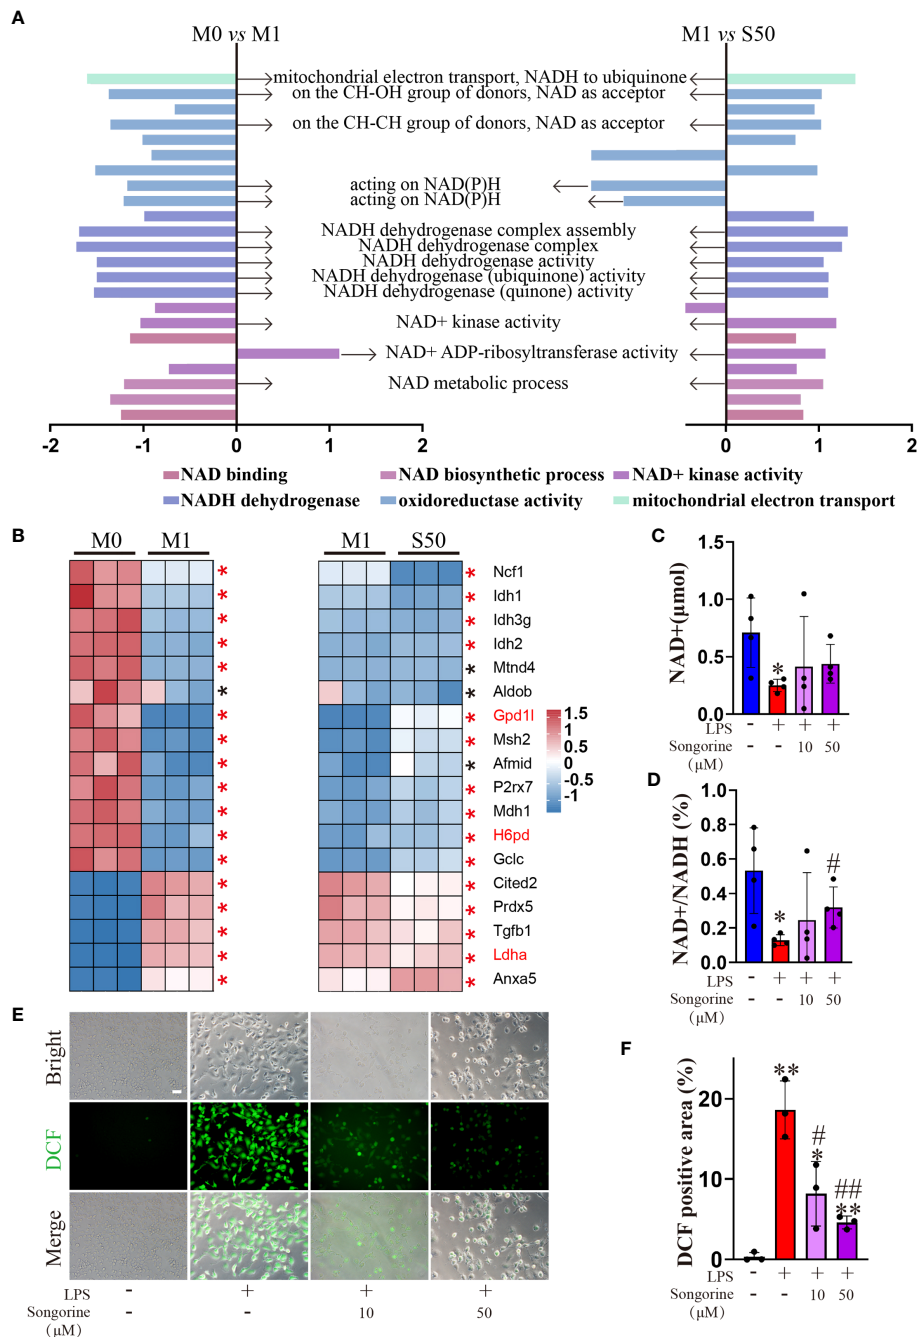 A
M0 vs M1
M1 vs S50
mitochondrial electron transport, NADH to ubiquinone
on the CH-OH group of donors, NAD as acceptor
on the CH-CH group of donors, NAD as acceptor
acting on NAD(P)H
acting on NAD(P)H
NADH dehydrogenase complex assembly
NADH dehydrogenase complex
NADH dehydrogenase activity
NADH dehydrogenase (ubiquinone) activity
NADH dehydrogenase (quinone) activity
NAD+ kinase activity
NAD+ ADP-ribosyltransferase activity
NAD metabolic process
-2 -1 0 1 2
0 1 2
NAD binding NAD biosynthetic process NAD+ kinase activity
NADH dehydrogenase oxidoreductase activity mitochondrial electron transport
B
M0 M1
M1 S50
* * Ncf1
* * Idh1
* * Idh3g
* * Idh2
* * Mtnd4
* * Aldob
* * Gpd1l
* * Msh2
* * Afmid
* * P2rx7
* * Mdh1
* * H6pd
* * Gclc
* * Cited2
* * Prdx5
* * Tgfb1
* * Ldha
* * Anxa5
1.5
1
0.5
0
-0.5
-1
C
NAD+(μmol)
1.5
1.0
0.5
0.0
*
LPS - + + +
Songorine - - 10 50
(μM)
D
NAD+/NADH (%)
1.0
0.8
0.6
0.4
0.2
0.0
*
#
LPS - + + +
Songorine - - 10 50
(μM)
E
Bright
DCF
Merge
LPS - + + +
Songorine - - 10 50
(μM)
F
DCF positive area (%)
20
10
0
**
#
*
##
**
LPS - + + +
Songorine - - 10 50
(μM)